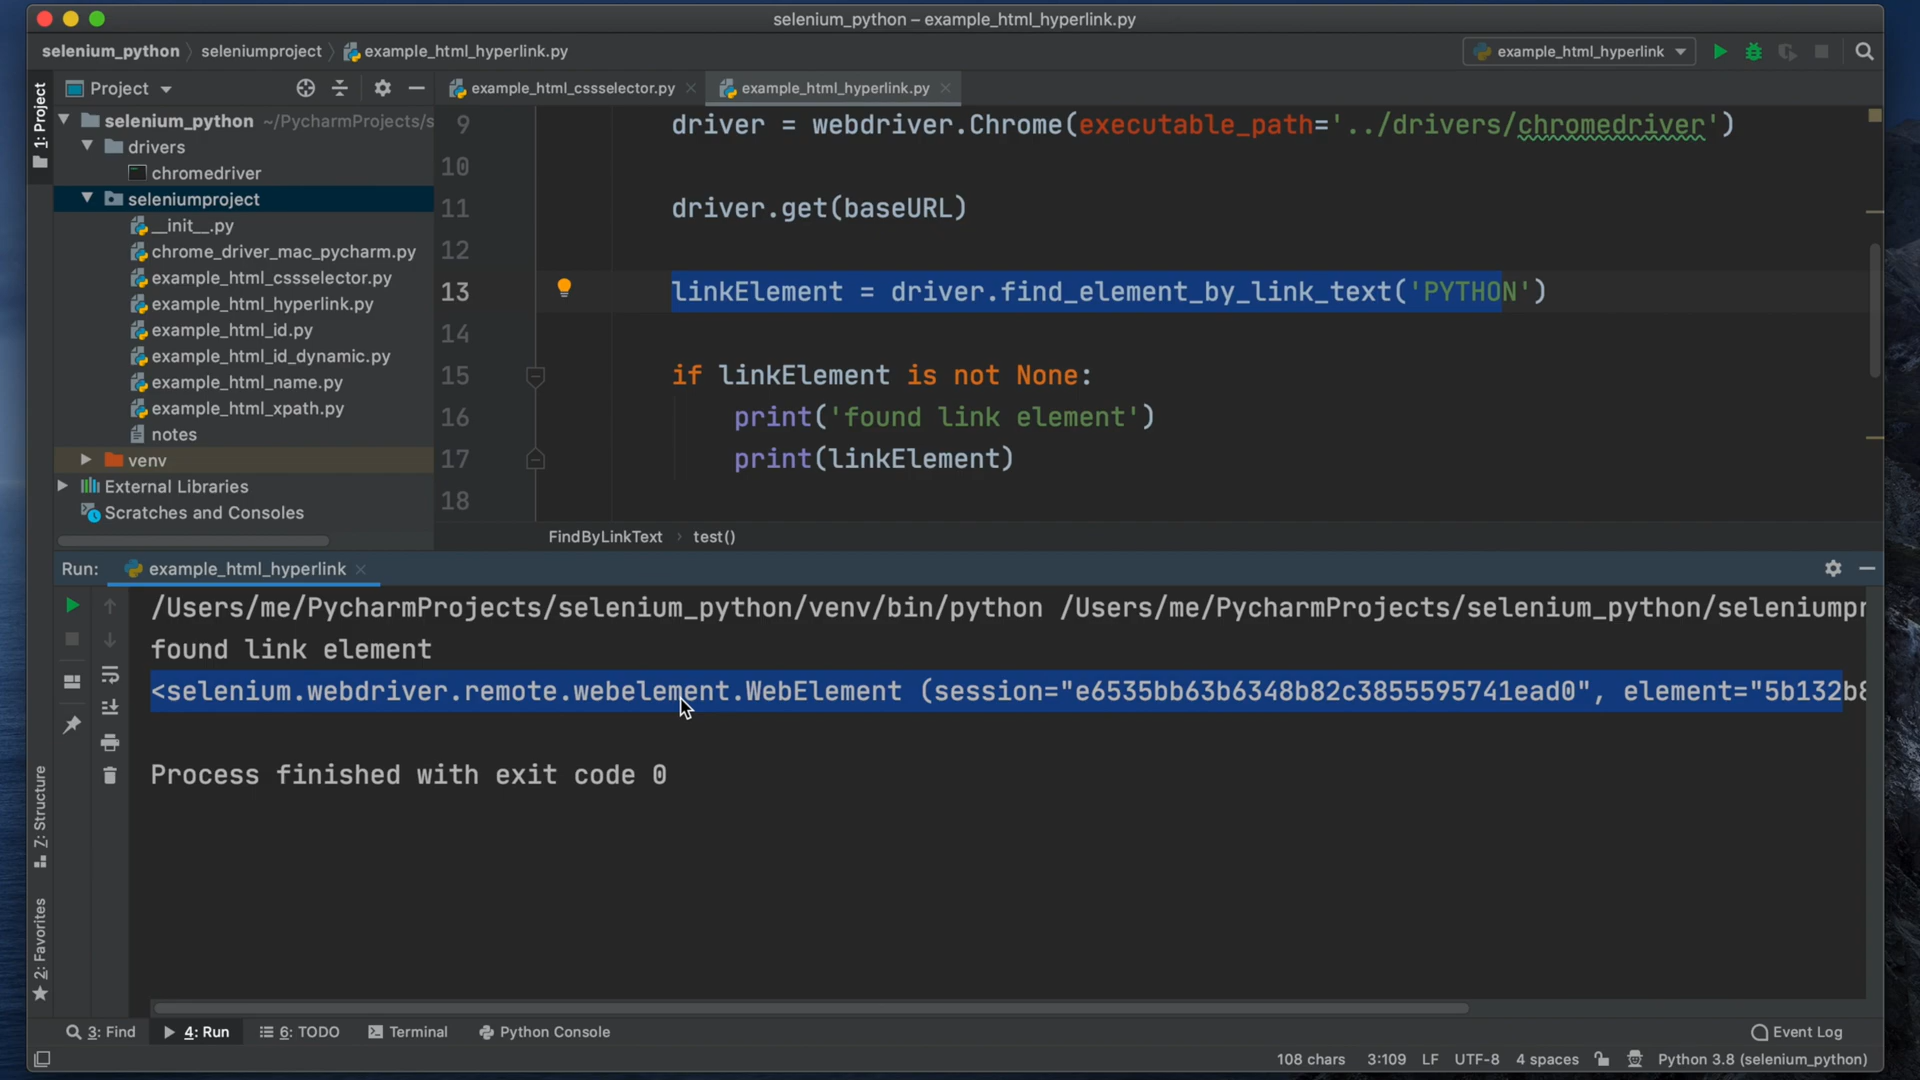 selenium_python – example_html_hyperlink.py
selenium_python seleniumproject example_html_hyperlink.py
example_html_hyperlink
1: Project
Project
example_html_cssselector.py
example_html_hyperlink.py
selenium_python ~/PycharmProjects/s
drivers
chromedriver
seleniumproject
__init__.py
chrome_driver_mac_pycharm.py
example_html_cssselector.py
example_html_hyperlink.py
example_html_id.py
example_html_id_dynamic.py
example_html_name.py
example_html_xpath.py
notes
venv
External Libraries
Scratches and Consoles
9 driver = webdriver.Chrome(executable_path='../drivers/chromedriver')
10
11 driver.get(baseURL)
12
13 linkElement = driver.find_element_by_link_text('PYTHON')
14
15 if linkElement is not None:
16 print('found link element')
17 print(linkElement)
18
FindByLinkText test()
Run: example_html_hyperlink
/Users/me/PycharmProjects/selenium_python/venv/bin/python /Users/me/PycharmProjects/selenium_python/seleniumpr
found link element
<selenium.webdriver.remote.webelement.WebElement (session="e6535bb63b6348b82c3855595741ead0", element="5b132b8
Process finished with exit code 0
Z: Structure
2: Favorites
3: Find
4: Run
6: TODO
Terminal
Python Console
Event Log
108 chars 3:109 LF UTF-8 4 spaces Python 3.8 (selenium_python)